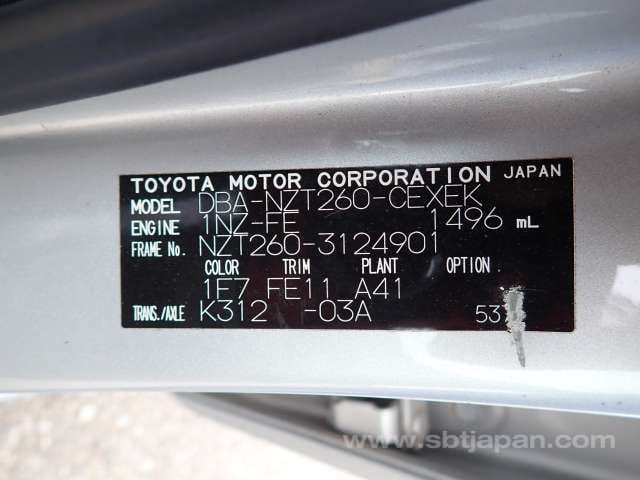 TOYOTA MOTOR CORPORATION JAPAN
MODEL DBA-NZT260-CEXEK
ENGINE 1NZ-FE 1496 mL
FRAME No. NZT260-3124901
COLOR TRIM PLANT OPTION
1F7 FE11 A41
TRANS./AXLE K312 -03A
www.sbtjapan.com